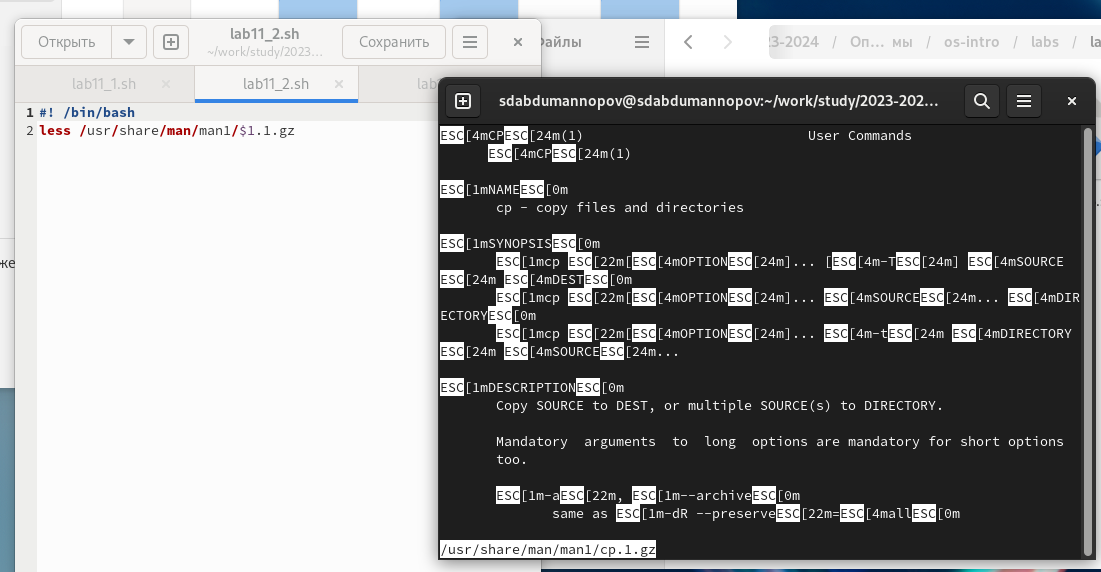 Открыть
lab11_2.sh
~/work/study/2023...
Сохранить
Файлы
3-2024 / Оп... мы / os-intro / labs / la
lab11_1.sh
lab11_2.sh
lab
1 #! /bin/bash
2 less /usr/share/man/man1/$1.1.gz
же
sdabdumannopov@sdabdumannopov:~/work/study/2023-202...
ESC[4mCPESC[24m(1) User Commands
ESC[4mCPESC[24m(1)
ESC[1mNAMEESC[0m
cp - copy files and directories
ESC[1mSYNOPSISESC[0m
ESC[1mcp ESC[22m[ESC[4mOPTIONESC[24m]... [ESC[4m-TESC[24m] ESC[4mSOURCE
ESC[24m ESC[4mDESTESC[0m
ESC[1mcp ESC[22m[ESC[4mOPTIONESC[24m]... ESC[4mSOURCEESC[24m... ESC[4mDIR
ECTORYESC[0m
ESC[1mcp ESC[22m[ESC[4mOPTIONESC[24m]... ESC[4m-tESC[24m ESC[4mDIRECTORY
ESC[24m ESC[4mSOURCEESC[24m...
ESC[1mDESCRIPTIONESC[0m
Copy SOURCE to DEST, or multiple SOURCE(s) to DIRECTORY.
Mandatory arguments to long options are mandatory for short options
too.
ESC[1m-aESC[22m, ESC[1m--archiveESC[0m
same as ESC[1m-dR --preserveESC[22m=ESC[4mallESC[0m
/usr/share/man/man1/cp.1.gz